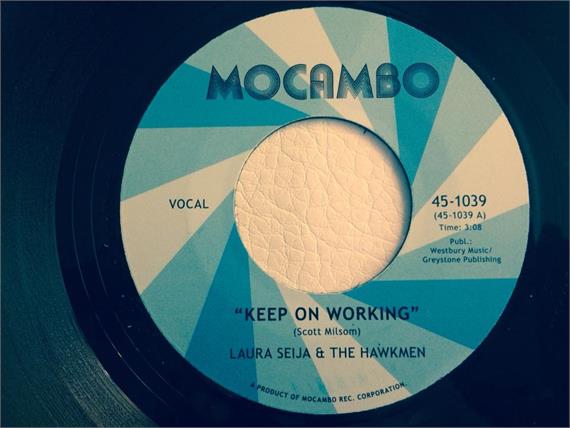 MOCAMBO
VOCAL
45-1039
(45-1039 A)
Time: 3:08
Publ.:
Westbury Music/
Greystone Publishing
"KEEP ON WORKING"
(Scott Milsom)
LAURA SEIJA & THE HAWKMEN
A PRODUCT OF MOCAMBO REC. CORPORATION.